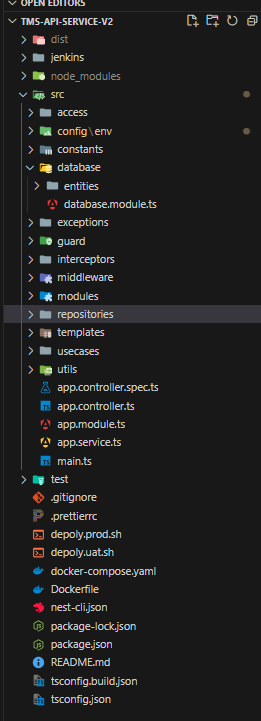 OPEN EDITORS
TMS-API-SERVICE-V2
dist
jenkins
node_modules
src
access
config\env
constants
database
entities
database.module.ts
exceptions
guard
interceptors
middleware
modules
repositories
templates
usecases
utils
app.controller.spec.ts
app.controller.ts
app.module.ts
app.service.ts
main.ts
test
.gitignore
.prettierrc
depoly.prod.sh
depoly.uat.sh
docker-compose.yaml
Dockerfile
nest-cli.json
package-lock.json
package.json
README.md
tsconfig.build.json
tsconfig.json